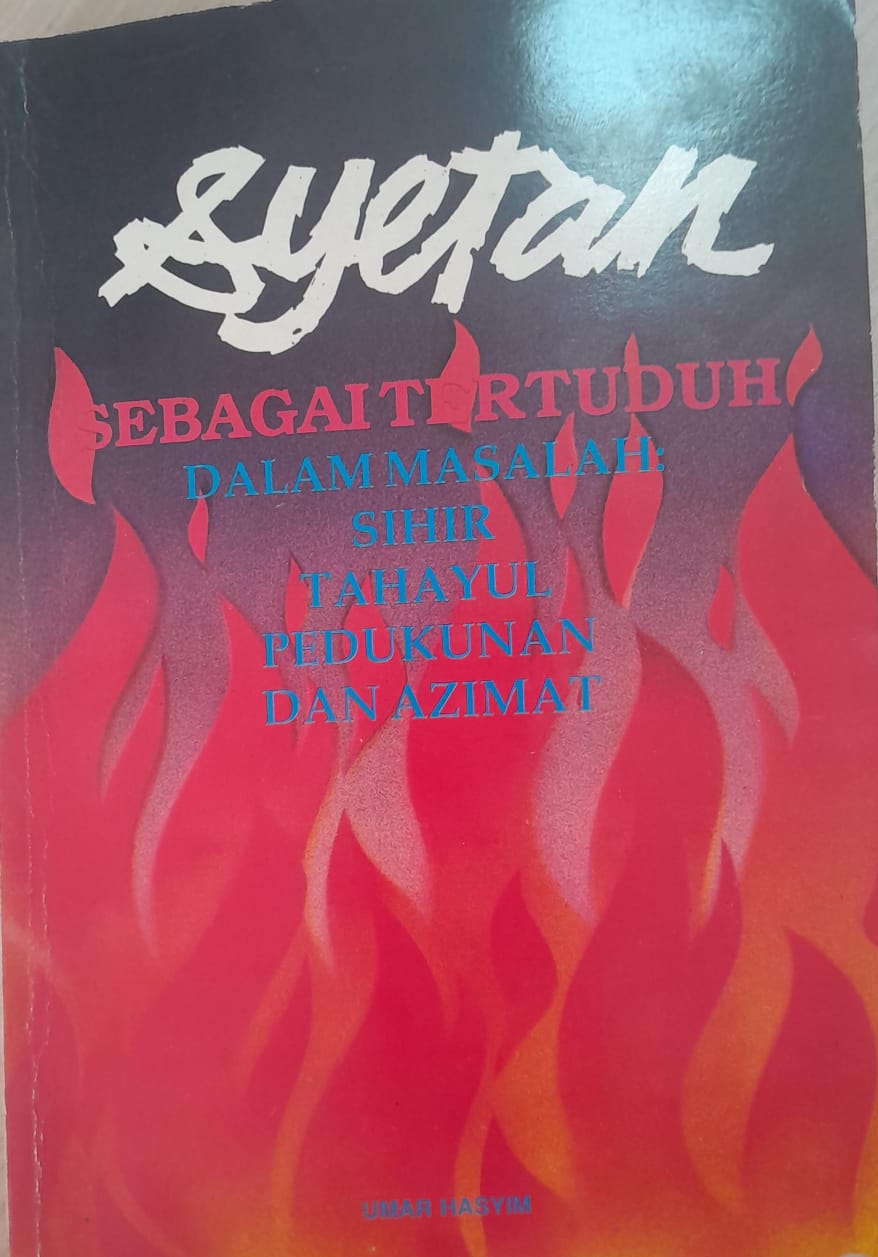 syetan
SEBAGAI TERTUDUH
DALAM MASALAH:
SIHIR
TAHAYUL
PEDUKUNAN
DAN AZIMAT
UMAR HASYIM